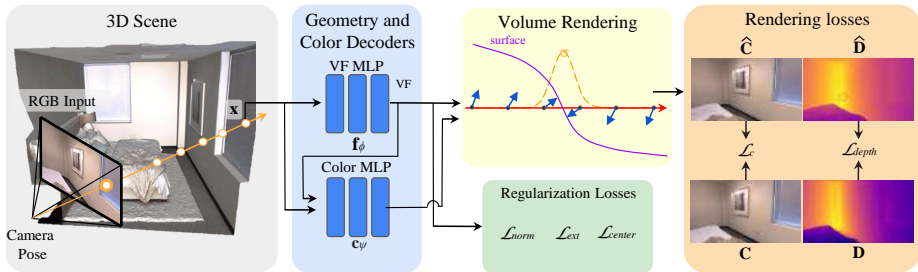 3D Scene
RGB Input
x
Camera
Pose
Geometry and
Color Decoders
VF MLP
VF
f_ϕ
Color MLP
c_ψ
Volume Rendering
surface
Regularization Losses
ℒ_norm ℒ_ext ℒ_center
Rendering losses
Ĉ D̂
ℒ_c ℒ_depth
C D